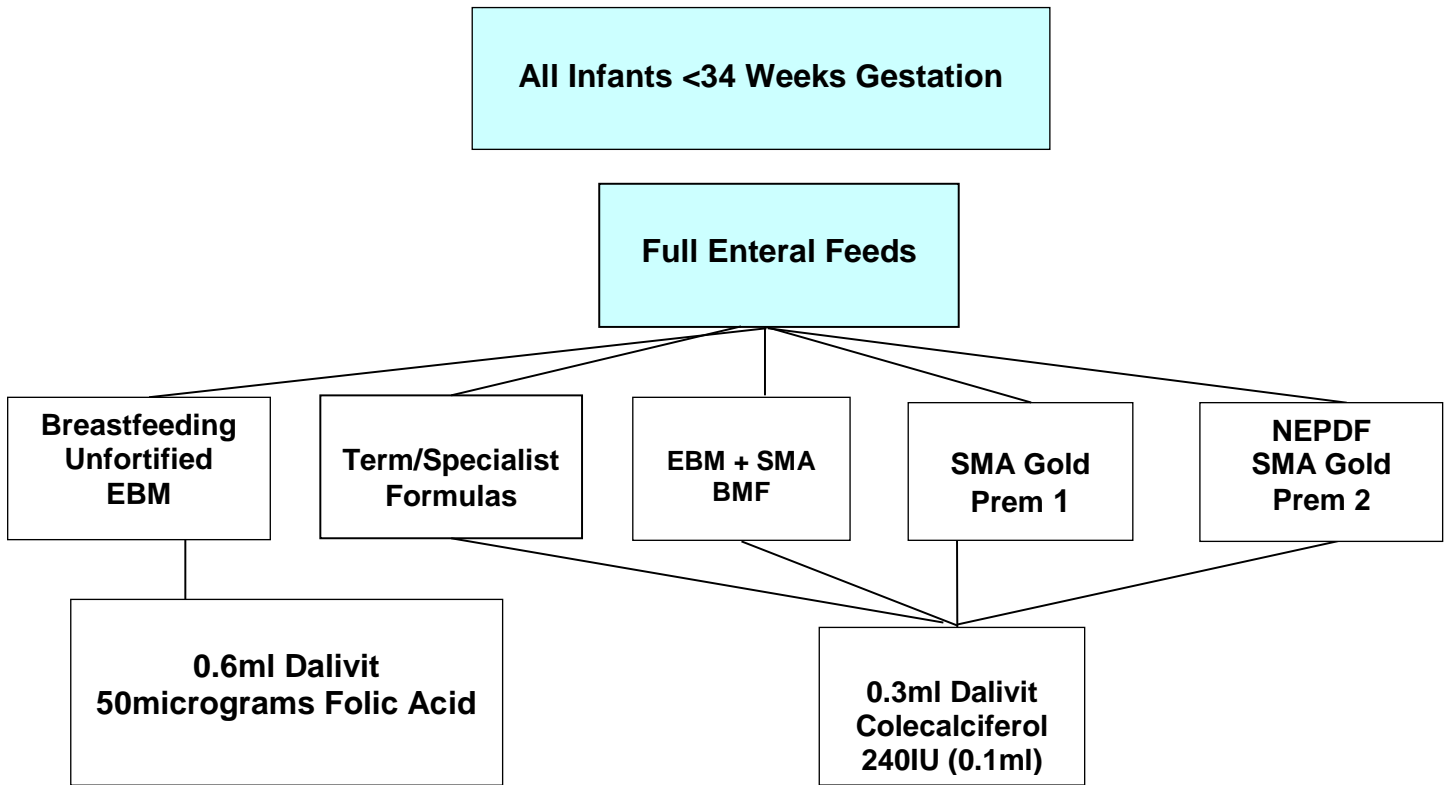 All Infants <34 Weeks Gestation
Full Enteral Feeds
Breastfeeding
Unfortified
EBM
Term/Specialist
Formulas
EBM + SMA
BMF
SMA Gold
Prem 1
NEPDF
SMA Gold
Prem 2
0.6ml Dalivit
50micrograms Folic Acid
0.3ml Dalivit
Colecalciferol
240IU (0.1ml)